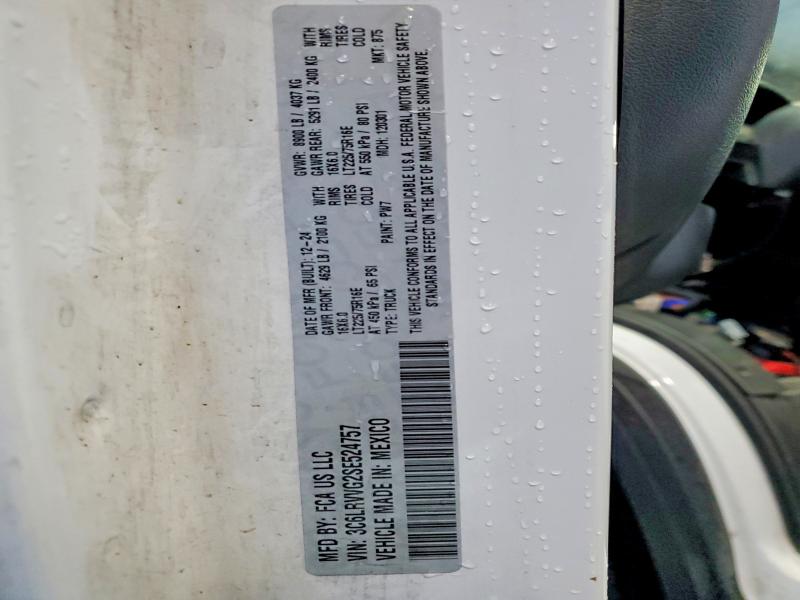 MFD BY: FCA US LLC
VIN: 3C6LRVVG2SE524757
VEHICLE MADE IN: MEXICO
DATE OF MFR (BUILT): 12-24 GVWR: 8900 LB / 4037 KG
GAWR FRONT: 4629 LB / 2100 KG WITH GAWR REAR: 5291 LB / 2400 KG WITH
16X6.0 RIMS 16X6.0 RIMS
LT225/75R16E TIRES LT225/75R16E TIRES
AT 450 kPa / 65 PSI COLD AT 550 kPa / 80 PSI COLD
TYPE: TRUCK PAINT: PW7 MDH: 120301 MKT:
THIS VEHICLE CONFORMS TO ALL APPLICABLE U.S.A. FEDERAL MOTOR VEHICLE SAFETY
STANDARDS IN EFFECT ON THE DATE OF MANUFACTURE SHOWN ABOVE.